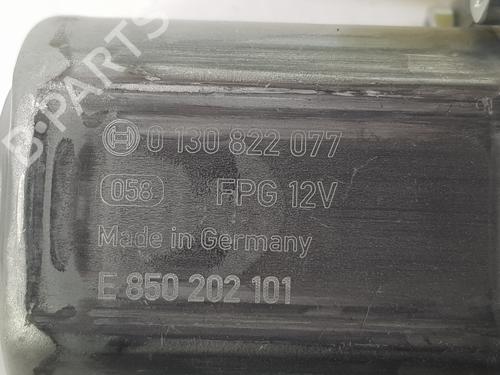 B-PARTS
0 130 822 077
058 FPG 12V
Made in Germany
E 850 202 101